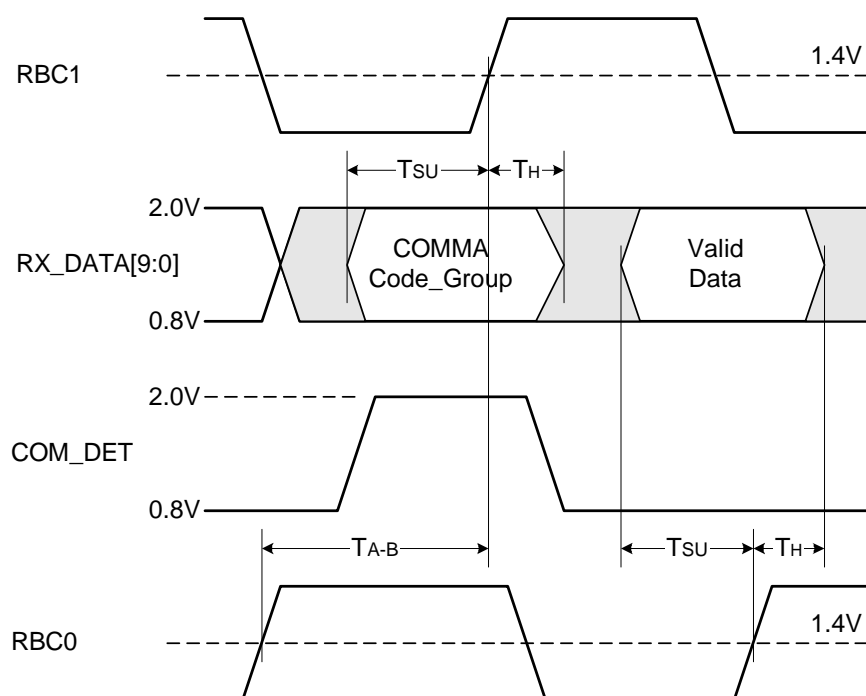 RBC1
1.4V
TSU
TH
2.0V
RX_DATA[9:0]
COMMA
Code_Group
Valid
Data
0.8V
2.0V
COM_DET
0.8V
TA-B
TSU
TH
RBC0
1.4V